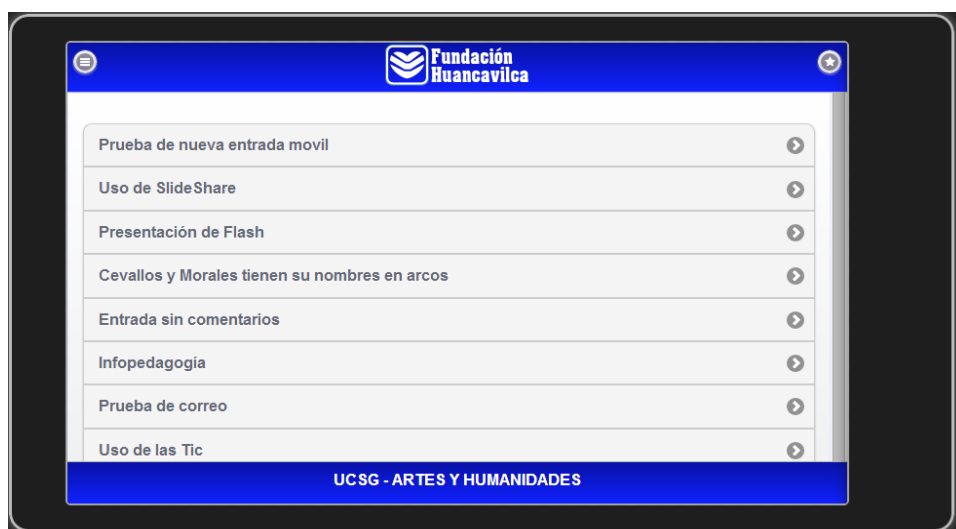 Fundación
Huancavilca
Prueba de nueva entrada movil
Uso de SlideShare
Presentación de Flash
Cevallos y Morales tienen su nombres en arcos
Entrada sin comentarios
Infopedagogía
Prueba de correo
Uso de las Tic
UCSG - ARTES Y HUMANIDADES